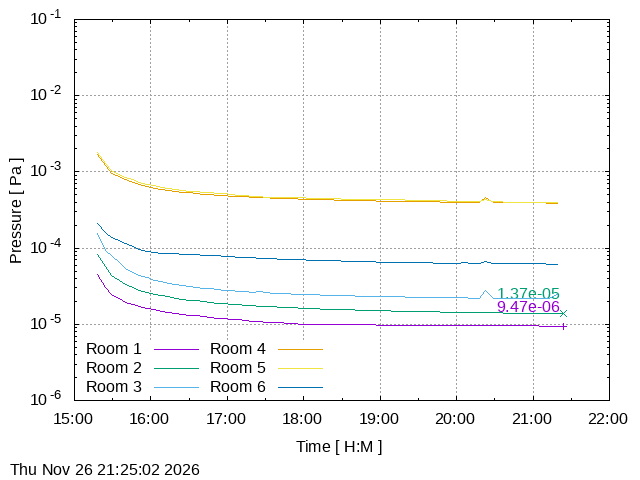 10^-1
10^-2
10^-3
10^-4
10^-5
10^-6
Pressure [ Pa ]
1.37e-05
9.47e-06
Room 1 Room 4
Room 2 Room 5
Room 3 Room 6
15:00 16:00 17:00 18:00 19:00 20:00 21:00 22:00
Time [ H:M ]
Thu Nov 26 21:25:02 2026